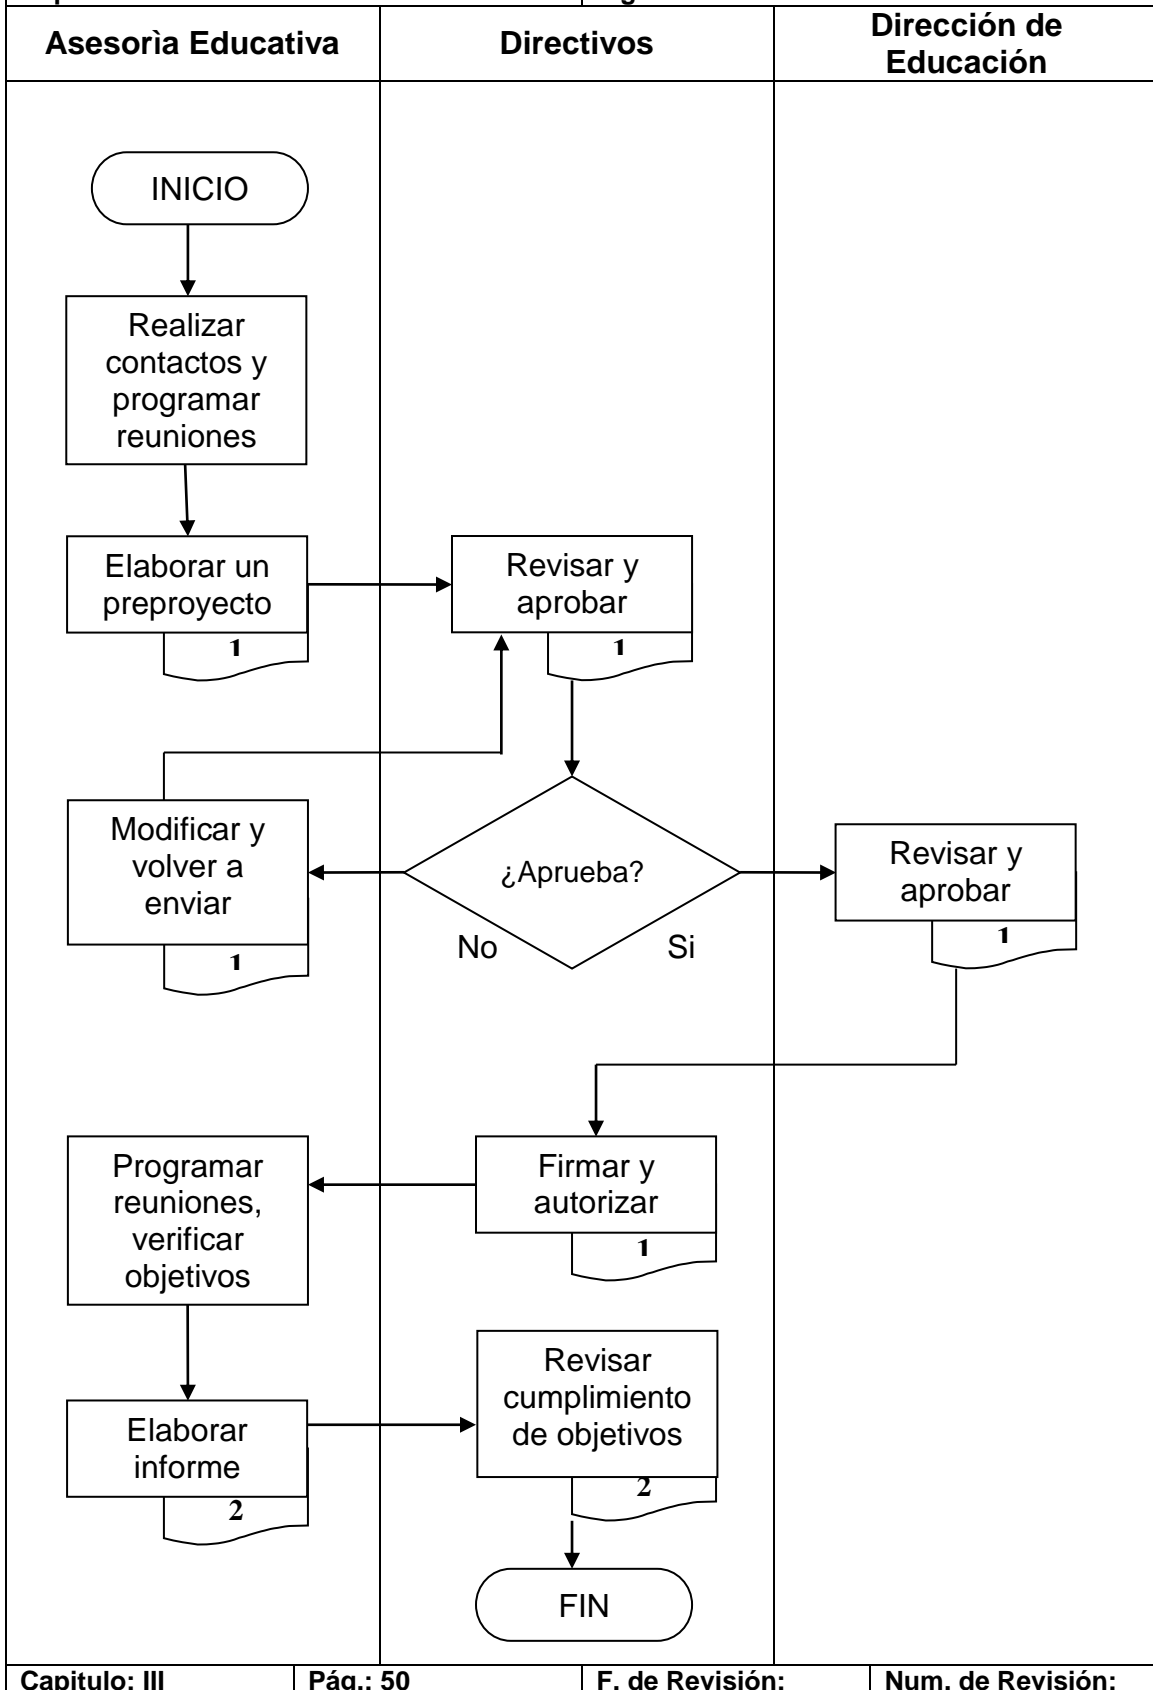 Asesorìa Educativa
Directivos
Dirección de
Educación
INICIO
Realizar
contactos y
programar
reuniones
Elaborar un
preproyecto
1
Revisar y
aprobar
1
Modificar y
volver a
enviar
1
¿Aprueba?
No
Si
Revisar y
aprobar
1
Firmar y
autorizar
1
Programar
reuniones,
verificar
objetivos
Elaborar
informe
2
Revisar
cumplimiento
de objetivos
2
FIN
Capitulo: III
Pág.: 50
F. de Revisión:
Num. de Revisión: